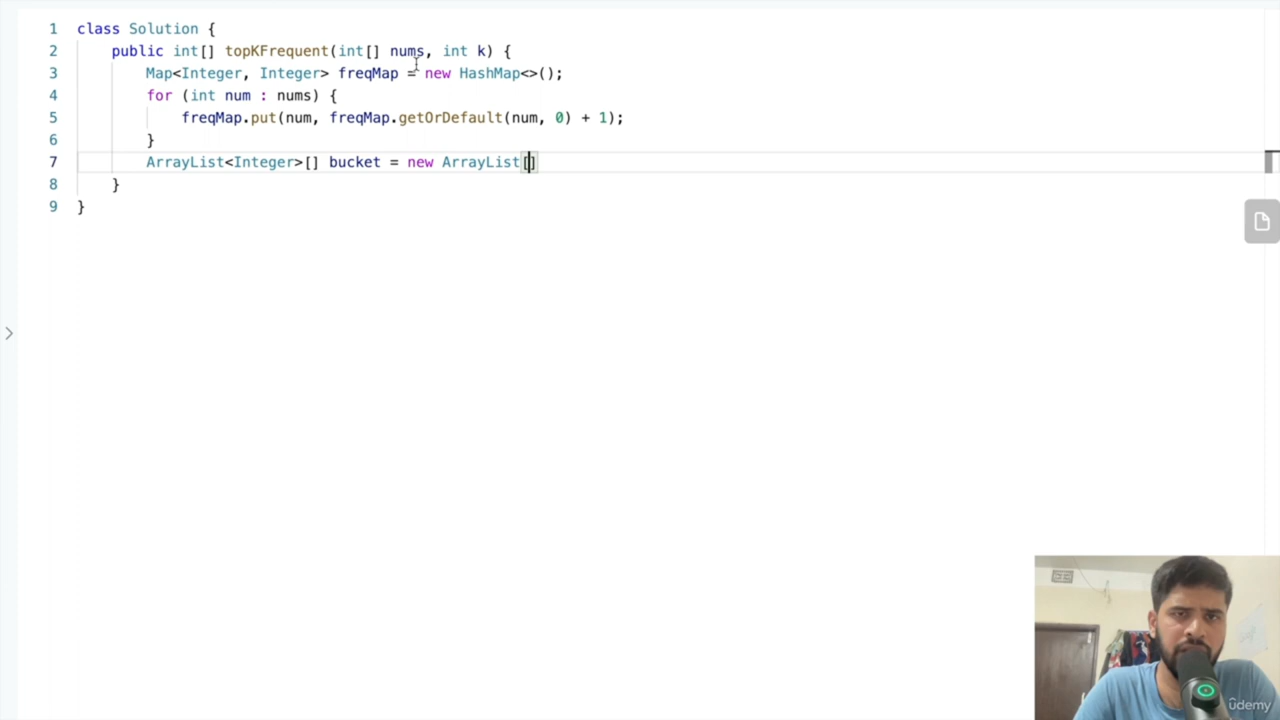 1 class Solution {
2 public int[] topKFrequent(int[] nums, int k) {
3 Map<Integer, Integer> freqMap = new HashMap<>();
4 for (int num : nums) {
5 freqMap.put(num, freqMap.getOrDefault(num, 0) + 1);
6 }
7 ArrayList<Integer>[] bucket = new ArrayList[]
8 }
9 }
ûdemy